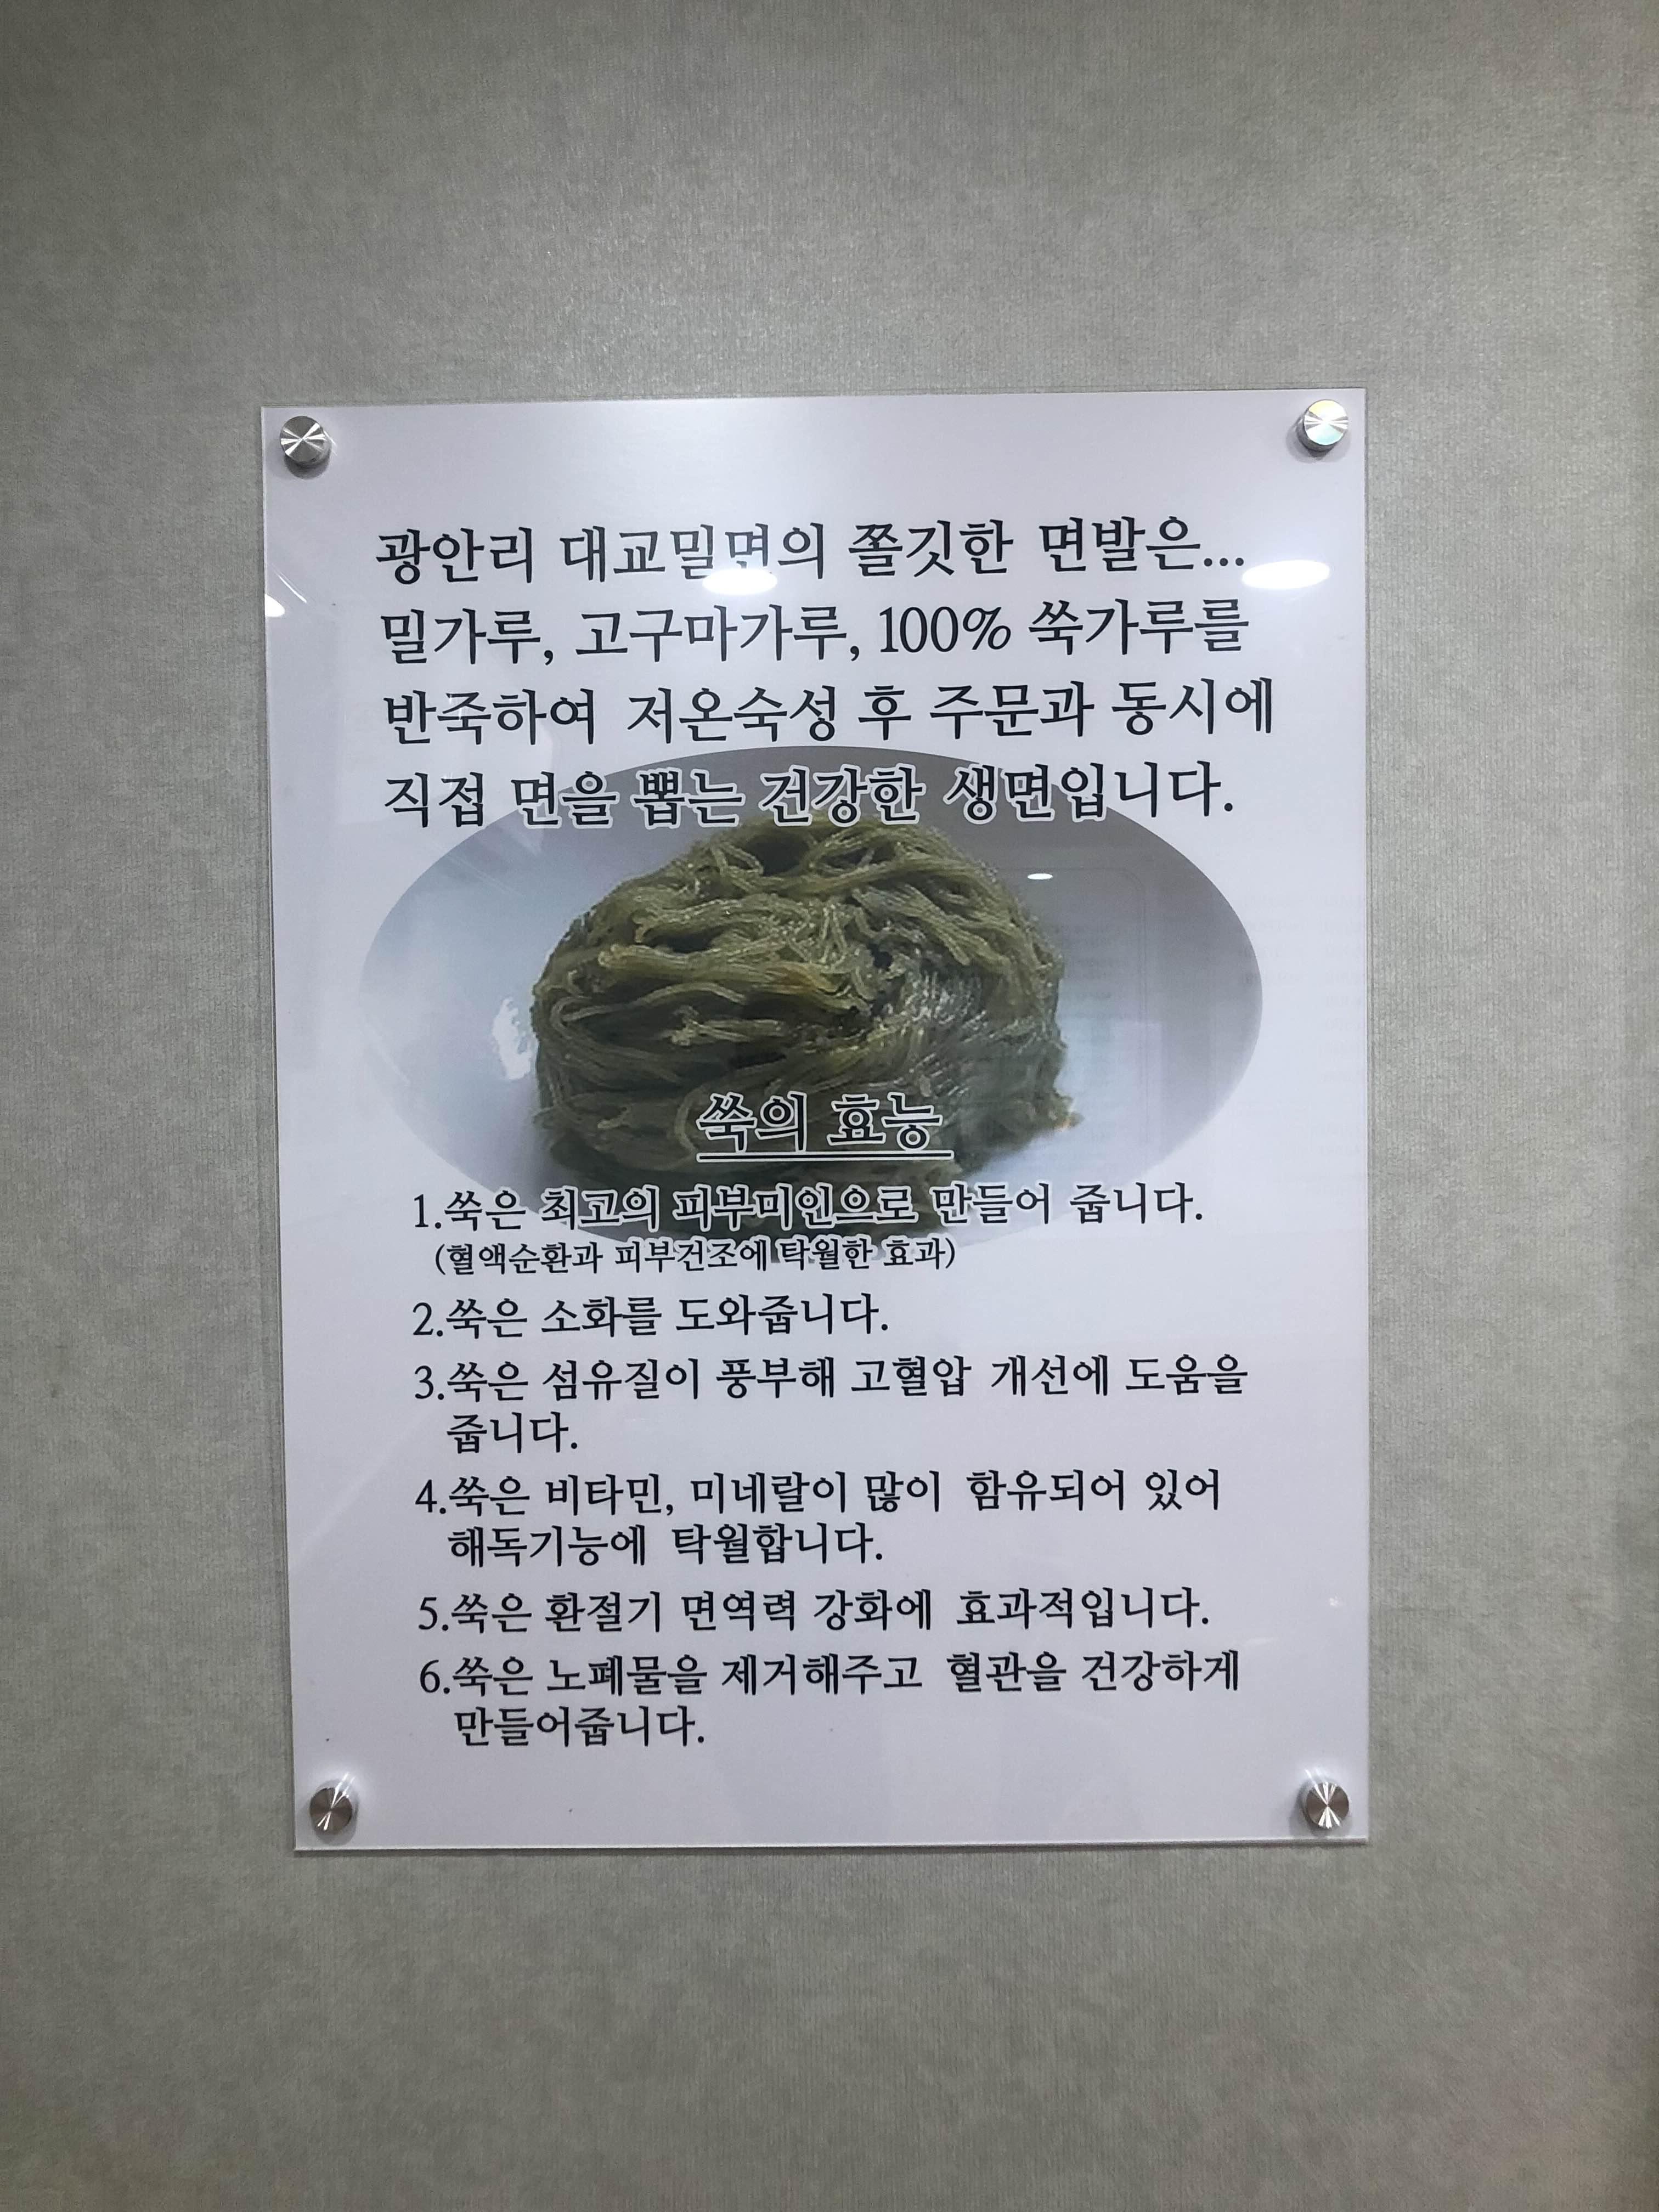 광안리 대교밀면의 쫄깃한 면발은...
밀가루, 고구마가루, 100% 쑥가루를
반죽하여 저온숙성 후 주문과 동시에
직접 면을 뽑는 건강한 생면입니다.
쑥의 효능
1.쑥은 최고의 피부미인으로 만들어 줍니다.
(혈액순환과 피부건조에 탁월한 효과)
2.쑥은 소화를 도와줍니다.
3.쑥은 섬유질이 풍부해 고혈압 개선에 도움을
줍니다.
4.쑥은 비타민, 미네랄이 많이 함유되어 있어
해독기능에 탁월합니다.
5.쑥은 환절기 면역력 강화에 효과적입니다.
6.쑥은 노폐물을 제거해주고 혈관을 건강하게
만들어줍니다.